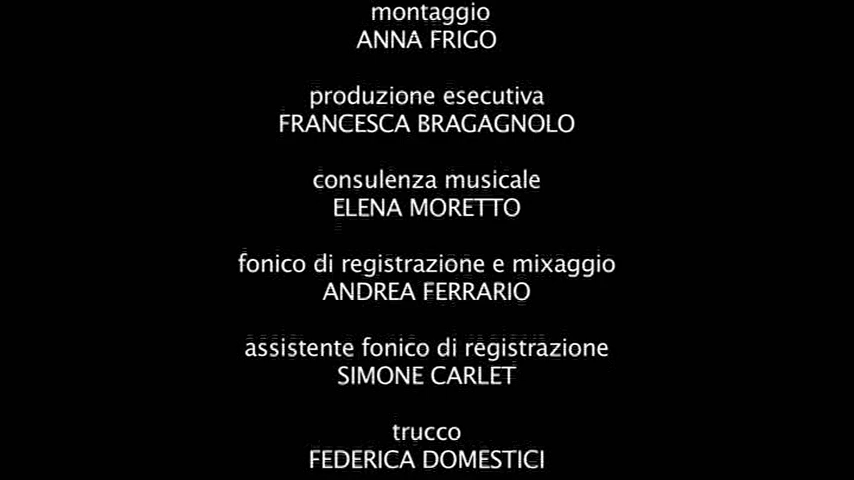 montaggio
ANNA FRIGO
produzione esecutiva
FRANCESCA BRAGAGNOLO
consulenza musicale
ELENA MORETTO
fonico di registrazione e mixaggio
ANDREA FERRARIO
assistente fonico di registrazione
SIMONE CARLET
trucco
FEDERICA DOMESTICI